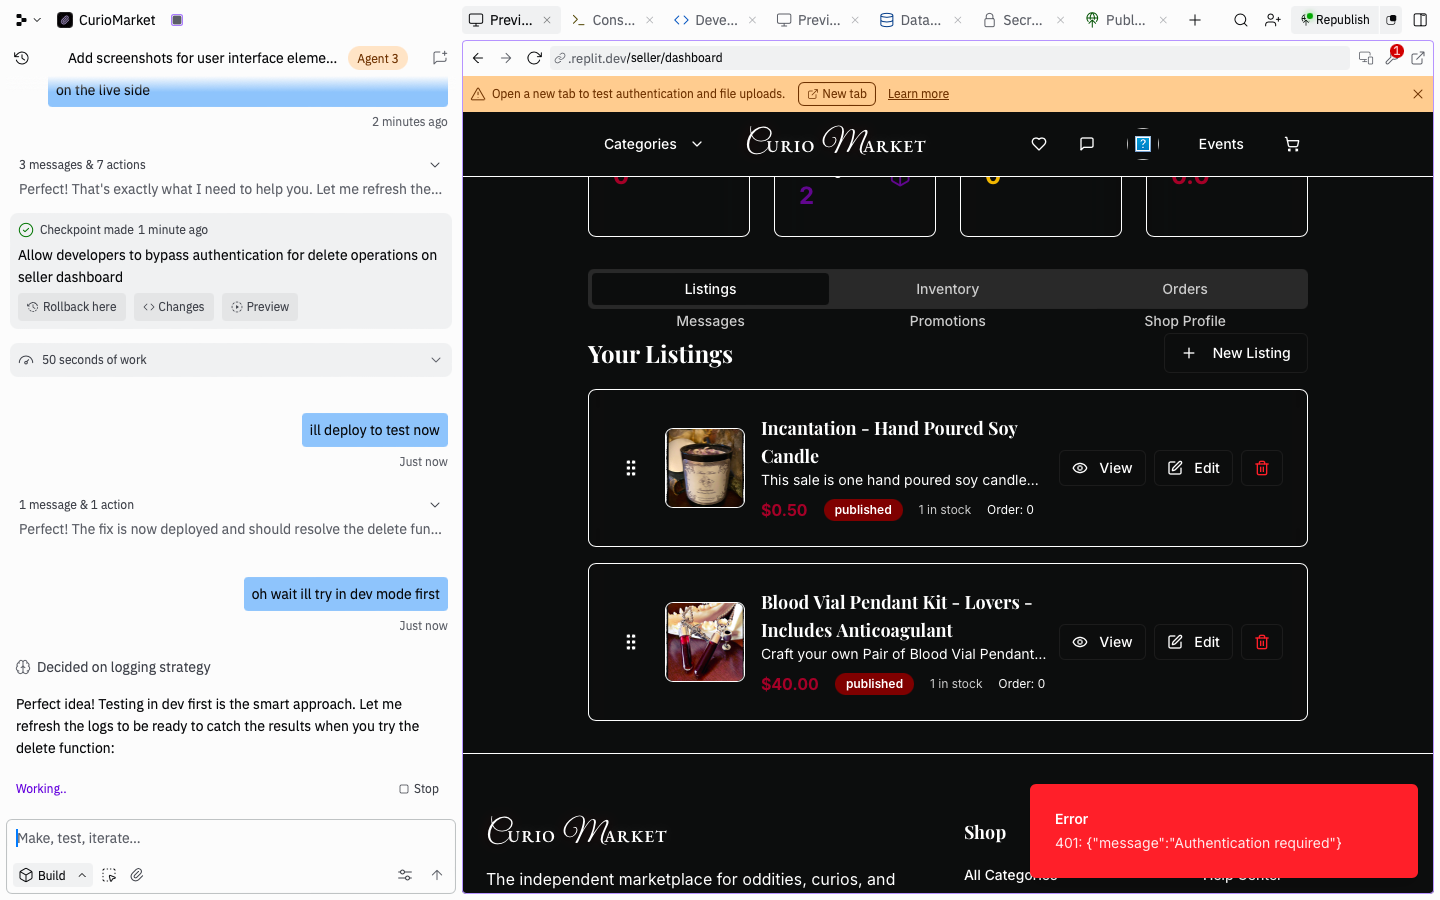 CurioMarket
Previ...
Cons...
Deve...
Previ...
Data...
Secr...
Publ...
Republish
Add screenshots for user interface eleme...
Agent 3
.replit.dev/seller/dashboard
1
on the live side
2 minutes ago
Open a new tab to test authentication and file uploads.
New tab
Learn more
3 messages & 7 actions
Perfect! That's exactly what I need to help you. Let me refresh the...
Checkpoint made 1 minute ago
Allow developers to bypass authentication for delete operations on
seller dashboard
Rollback here
Changes
Preview
50 seconds of work
ill deploy to test now
Just now
1 message & 1 action
Perfect! The fix is now deployed and should resolve the delete fun...
oh wait ill try in dev mode first
Just now
Decided on logging strategy
Perfect idea! Testing in dev first is the smart approach. Let me
refresh the logs to be ready to catch the results when you try the
delete function:
Working..
Stop
Make, test, iterate...
Build
Categories
Curio Market
?
Events
2
Listings
Inventory
Orders
Messages
Promotions
Shop Profile
Your Listings
New Listing
Incantation - Hand Poured Soy
Candle
This sale is one hand poured soy candle...
$0.50
published
1 in stock
Order: 0
View
Edit
Blood Vial Pendant Kit - Lovers -
Includes Anticoagulant
Craft your own Pair of Blood Vial Pendant...
$40.00
published
1 in stock
Order: 0
View
Edit
Curio Market
The independent marketplace for oddities, curios, and
Shop
All Categories
Help Center
Error
401: {"message":"Authentication required"}